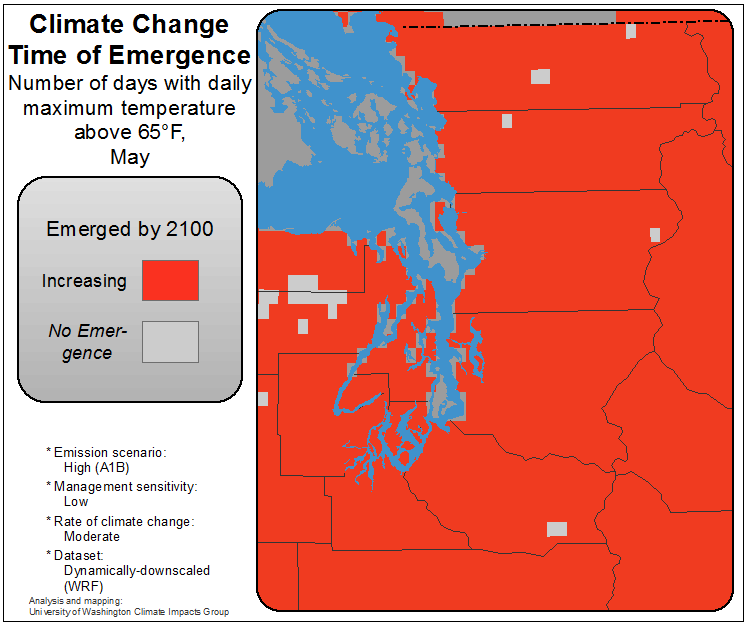 Climate Change
Time of Emergence
Number of days with daily
maximum temperature
above 65°F,
May
Emerged by 2100
Increasing
No Emer-
gence
* Emission scenario:
High (A1B)
* Management sensitivity:
Low
* Rate of climate change:
Moderate
* Dataset:
Dynamically-downscaled
(WRF)
Analysis and mapping:
University of Washington Climate Impacts Group